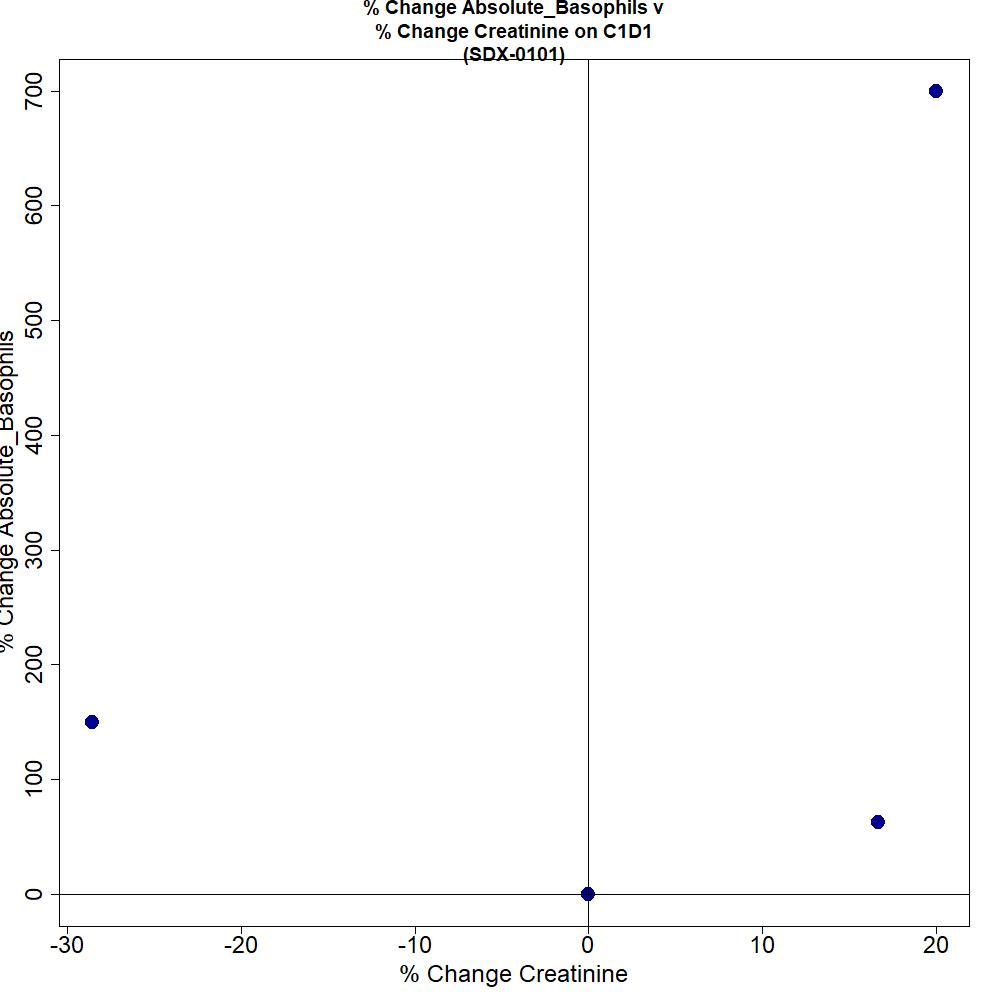 % Change Absolute_Basophils v
% Change Creatinine on C1D1
(SDX-0101)
% Change Absolute_Basophils
700
600
500
400
300
200
100
0
-30
-20
-10
0
10
20
% Change Creatinine